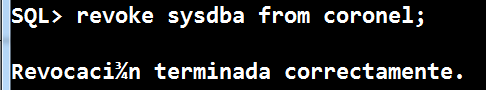 SQL> revoke sysdba from coronel;
Revocaci¾n terminada correctamente.